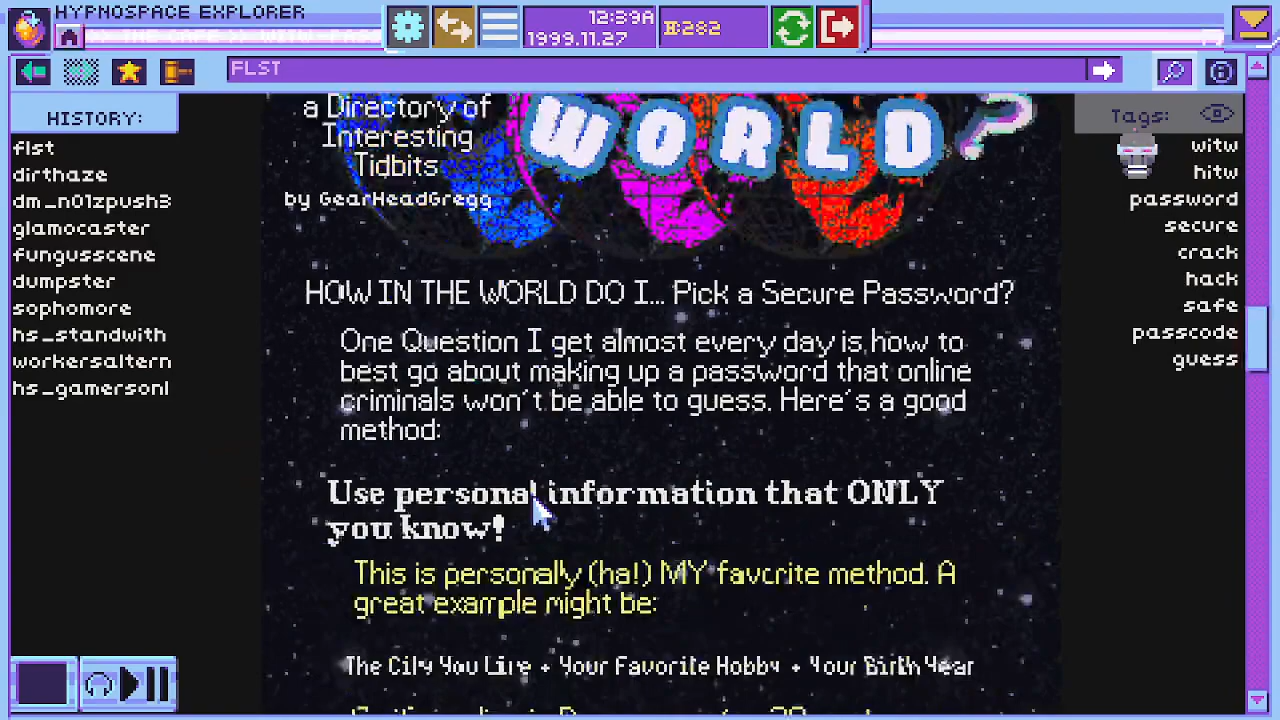 HYPNOSPACE EXPLORER
12:39A
1999.11.27
282
FLST
HISTORY:
flst
dirthaze
dm_n01zpush3
glamocaster
fungusscene
dumpster
sophomore
hs_standwith
workersaltern
hs_gamersonl
a Directory of
Interesting
Tidbits
by GearHeadGregg
WORLD?
HOW IN THE WORLD DO I... Pick a Secure Password?
One Question I get almost every day is how to
best go about making up a password that online
criminals won't be able to guess. Here's a good
method:
Use personal information that ONLY
you know!
This is personally (ha!) MY favorite method. A
great example might be:
The City You Live + Your Favorite Hobby + Your Birth Year
Tags:
witw
hitw
password
secure
crack
hack
safe
passcode
guess